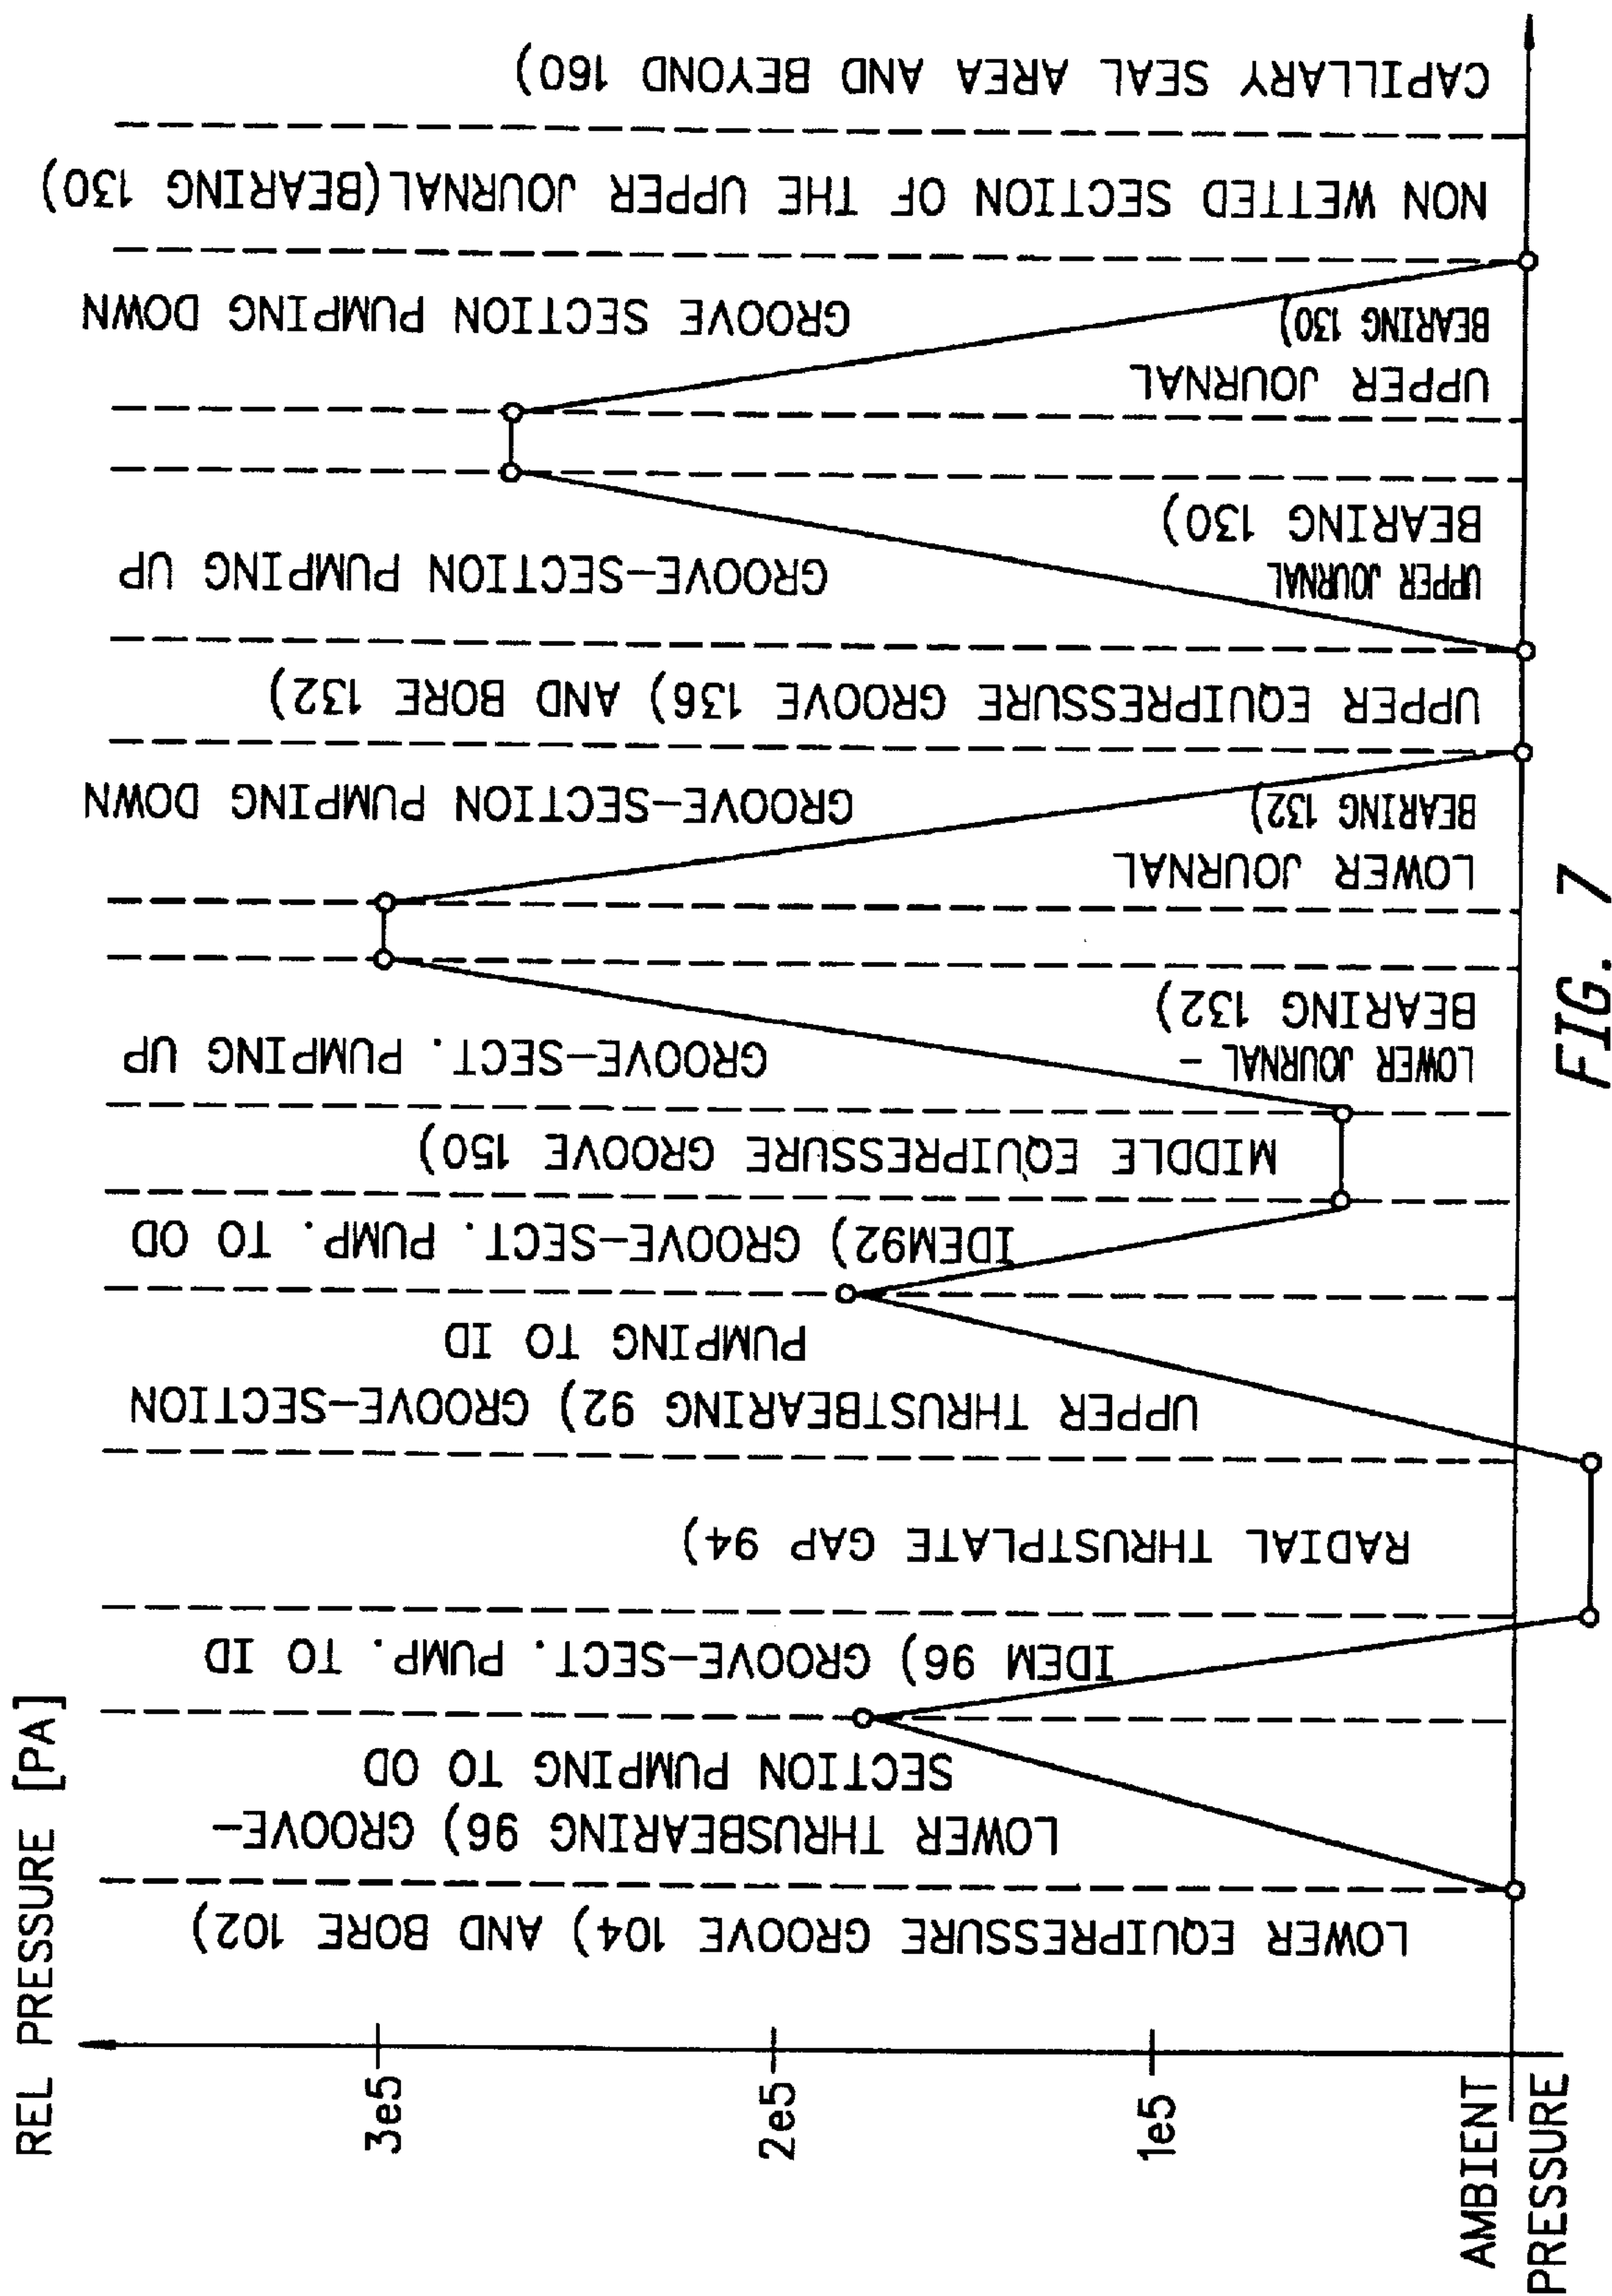 REL PRESSURE [PA]
3e5
2e5
1e5
AMBIENT
PRESSURE
LOWER EQUIPRESSURE GROOVE 104) AND BORE 102)
LOWER THRUSBEARING 96) GROOVE-
SECTION PUMPING TO OD
IDEM 96) GROOVE-SECT. PUMP. TO ID
RADIAL THRUSTPLATE GAP 94)
UPPER THRUSTBEARING 92) GROOVE-SECTION
PUMPING TO ID
IDEM92) GROOVE-SECT. PUMP. TO OD
MIDDLE EQUIPRESSURE GROOVE 150)
LOWER JOURNAL -
BEARING 132)
GROOVE-SECT. PUMPING UP
LOWER JOURNAL
BEARING 132)
GROOVE-SECTION PUMPING DOWN
UPPER EQUIPRESSURE GROOVE 136) AND BORE 132)
UPPER JOURNAL
BEARING 130)
GROOVE-SECTION PUMPING UP
UPPER JOURNAL
BEARING 130)
GROOVE SECTION PUMPING DOWN
NON WETTED SECTION OF THE UPPER JOURNAL(BEARING 130)
CAPILLARY SEAL AREA AND BEYOND 160)
FIG. 7